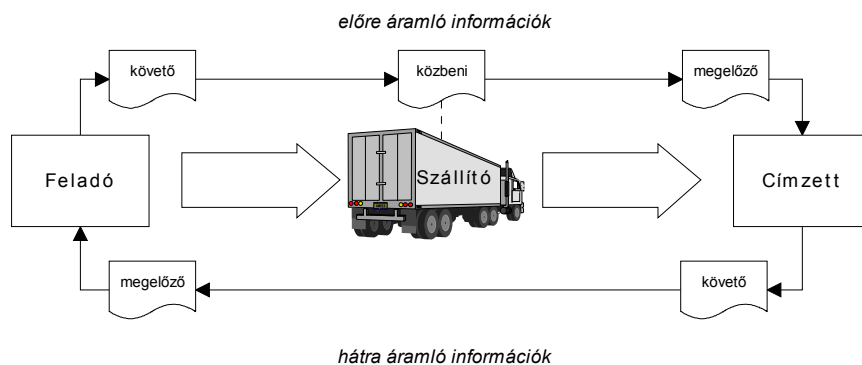 előre áramló információk
követő
közbeni
megelőző
Feladó
Szállító
Címzett
megelőző
követő
hátra áramló információk